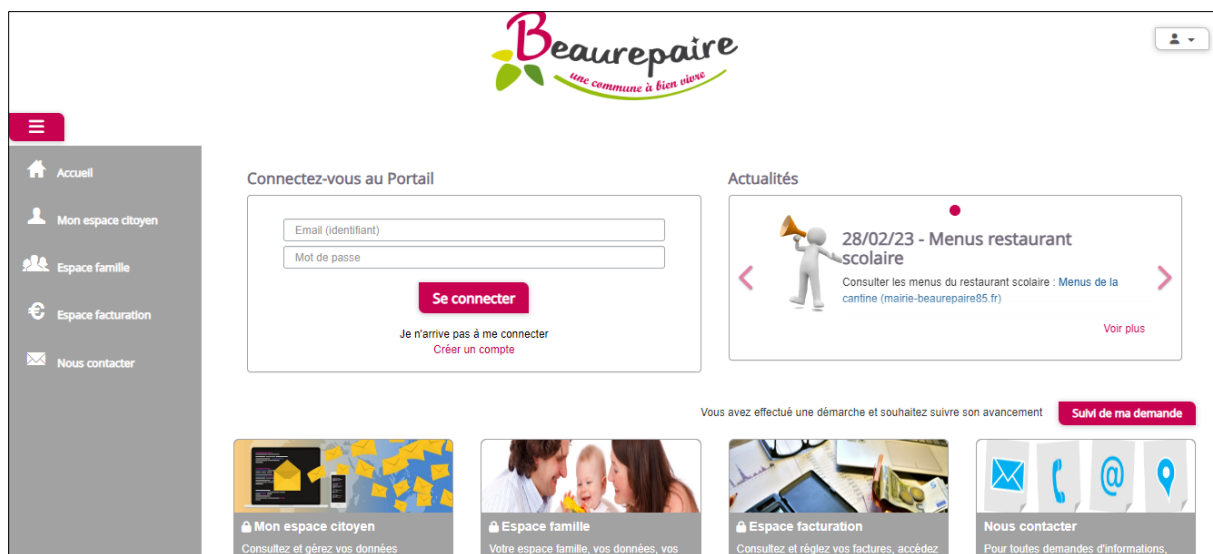 Beaurepaire
une commune à bien vivre
Accueil
Mon espace citoyen
Espace famille
Espace facturation
Nous contacter
Connectez-vous au Portail
Email (identifiant)
Mot de passe
Se connecter
Je n'arrive pas à me connecter
Créer un compte
Actualités
28/02/23 - Menus restaurant
scolaire
Consulter les menus du restaurant scolaire : Menus de la
cantine (mairie-beaurepaire85.fr)
Voir plus
Vous avez effectué une démarche et souhaitez suivre son avancement
Suivi de ma demande
Mon espace citoyen
Consultez et gérez vos données
Espace famille
Votre espace famille, vos données, vos
Espace facturation
Consultez et réglez vos factures, accédez
Nous contacter
Pour toutes demandes d'informations,